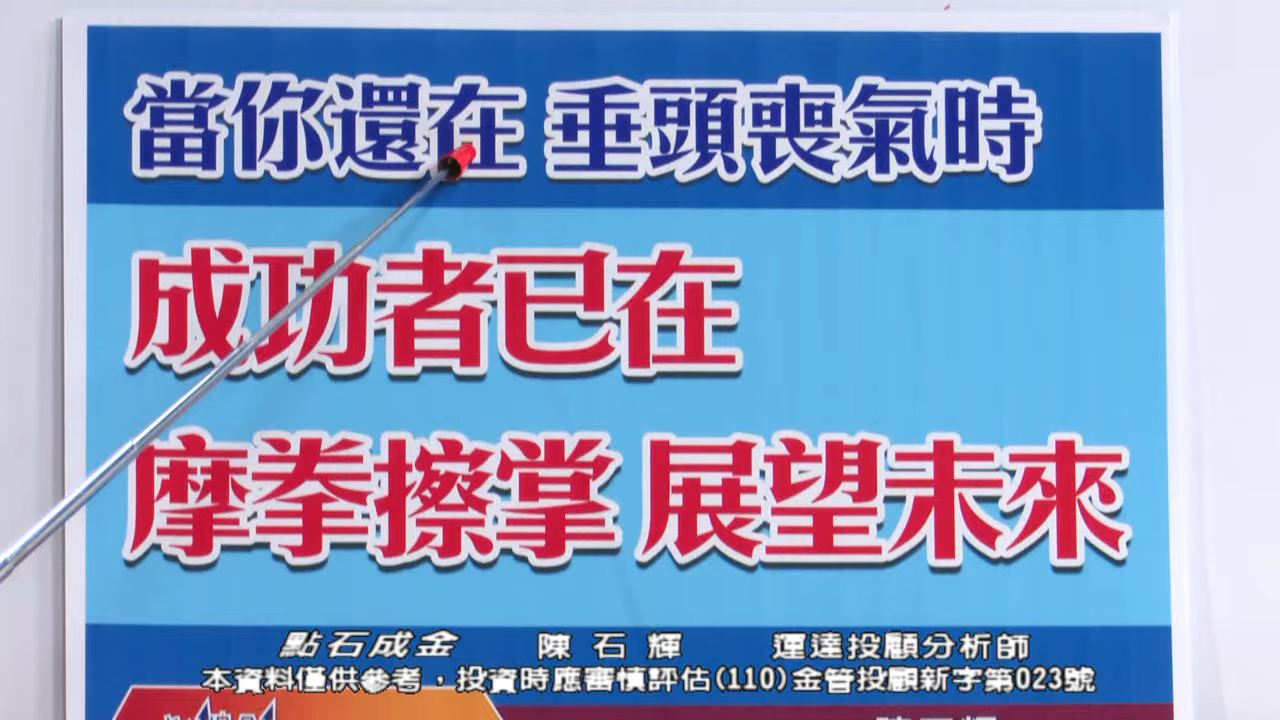 當你還在 垂頭喪氣時
成功者已在
摩拳擦掌 展望未來
點石成金 陳石輝 運達投顧分析師
本資料僅供參考，投資時應審慎評估(110)金管投顧新字第023號